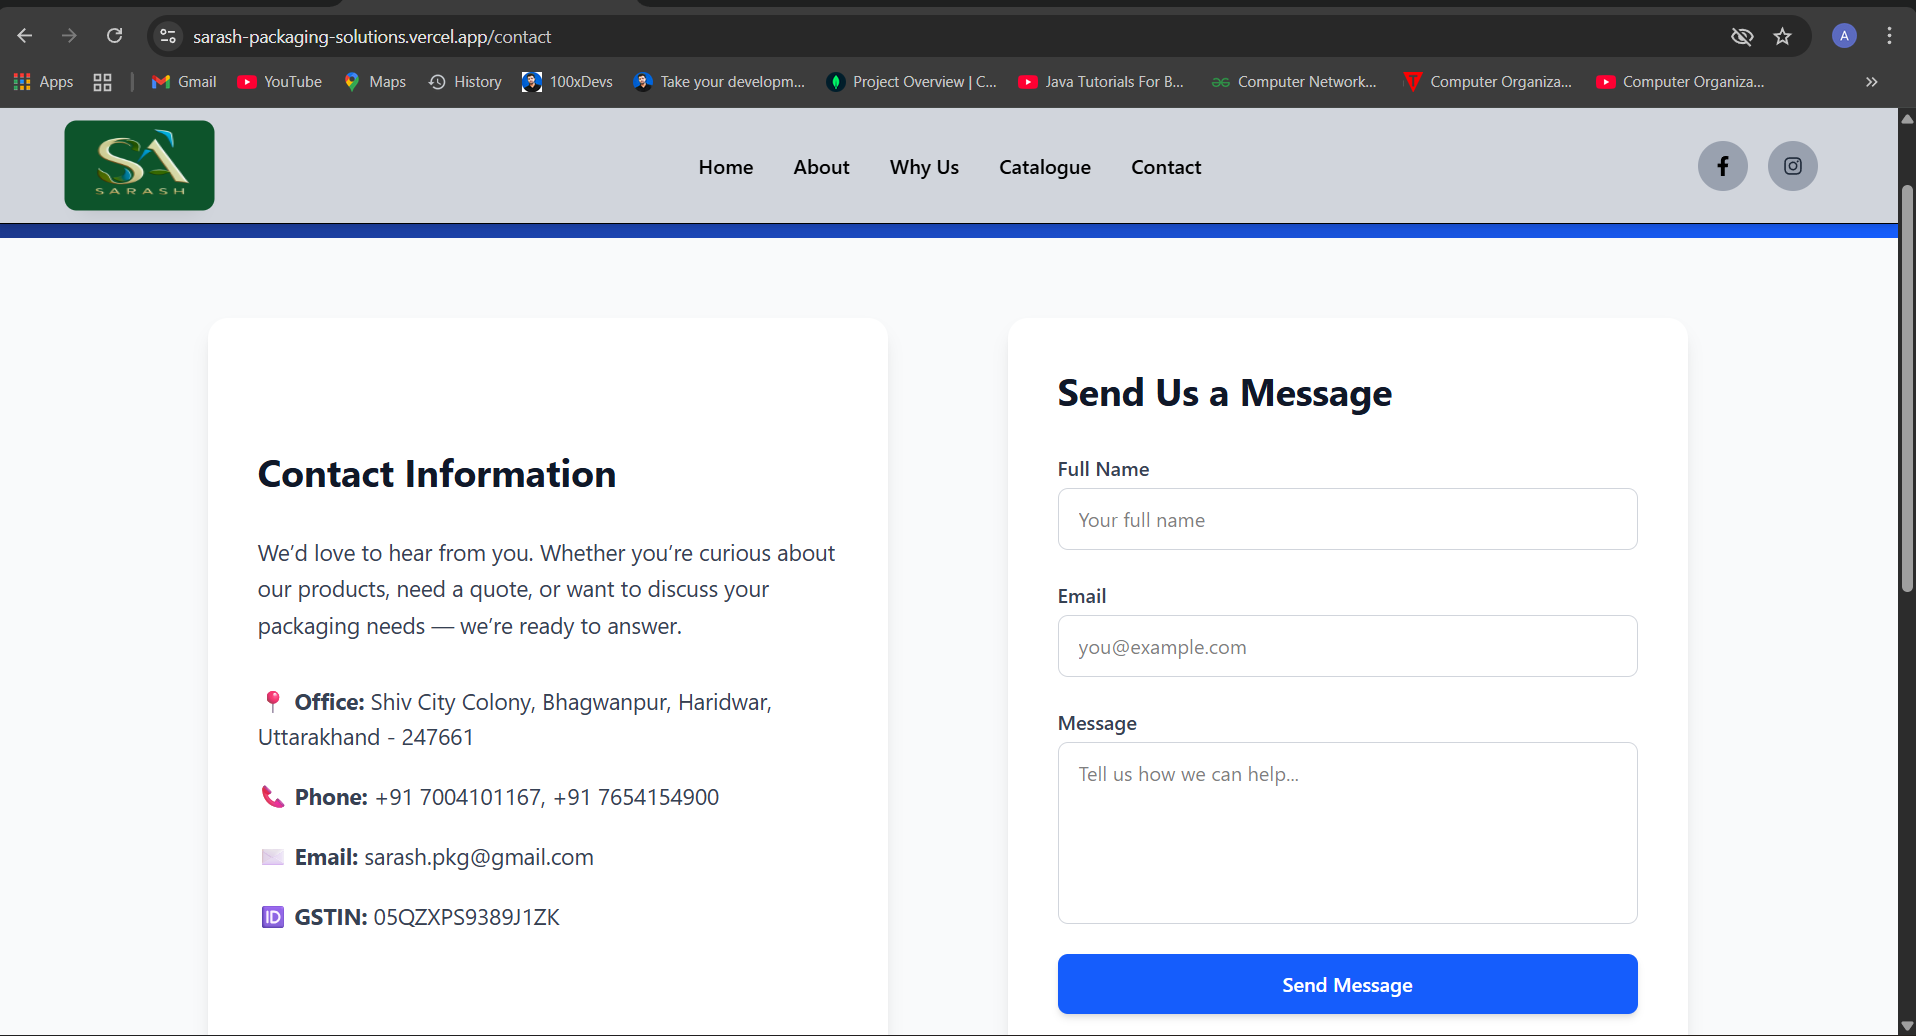 sarash-packaging-solutions.vercel.app/contact
A
Apps
Gmail
YouTube
Maps
History
100xDevs
Take your developm...
Project Overview | C...
Java Tutorials For B...
Computer Network...
Computer Organiza...
Computer Organiza...
SA
SARASH
Home
About
Why Us
Catalogue
Contact
Contact Information
We’d love to hear from you. Whether you’re curious about
our products, need a quote, or want to discuss your
packaging needs — we’re ready to answer.
📍 Office: Shiv City Colony, Bhagwanpur, Haridwar,
Uttarakhand - 247661
📞 Phone: +91 7004101167, +91 7654154900
✉️ Email: sarash.pkg@gmail.com
🆔 GSTIN: 05QZXPS9389J1ZK
Send Us a Message
Full Name
Your full name
Email
you@example.com
Message
Tell us how we can help...
Send Message